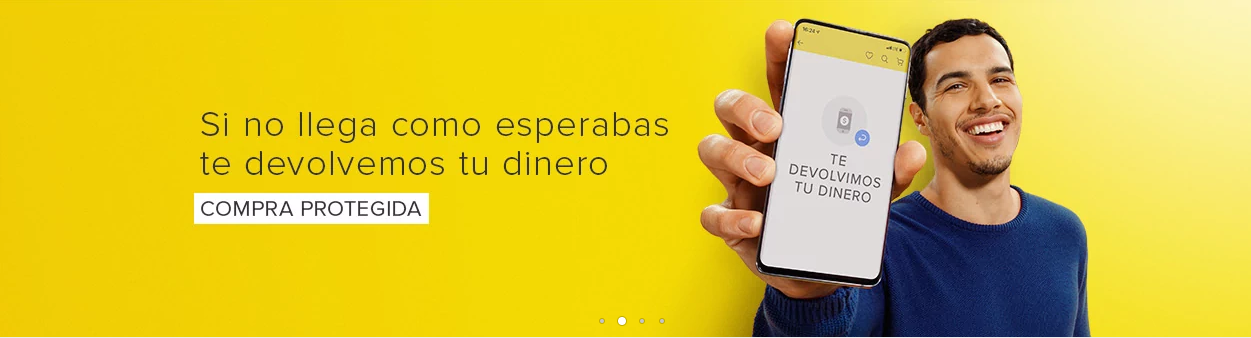 Si no llega como esperabas
te devolvemos tu dinero
COMPRA PROTEGIDA
16:24
TE
DEVOLVIMOS
TU DINERO